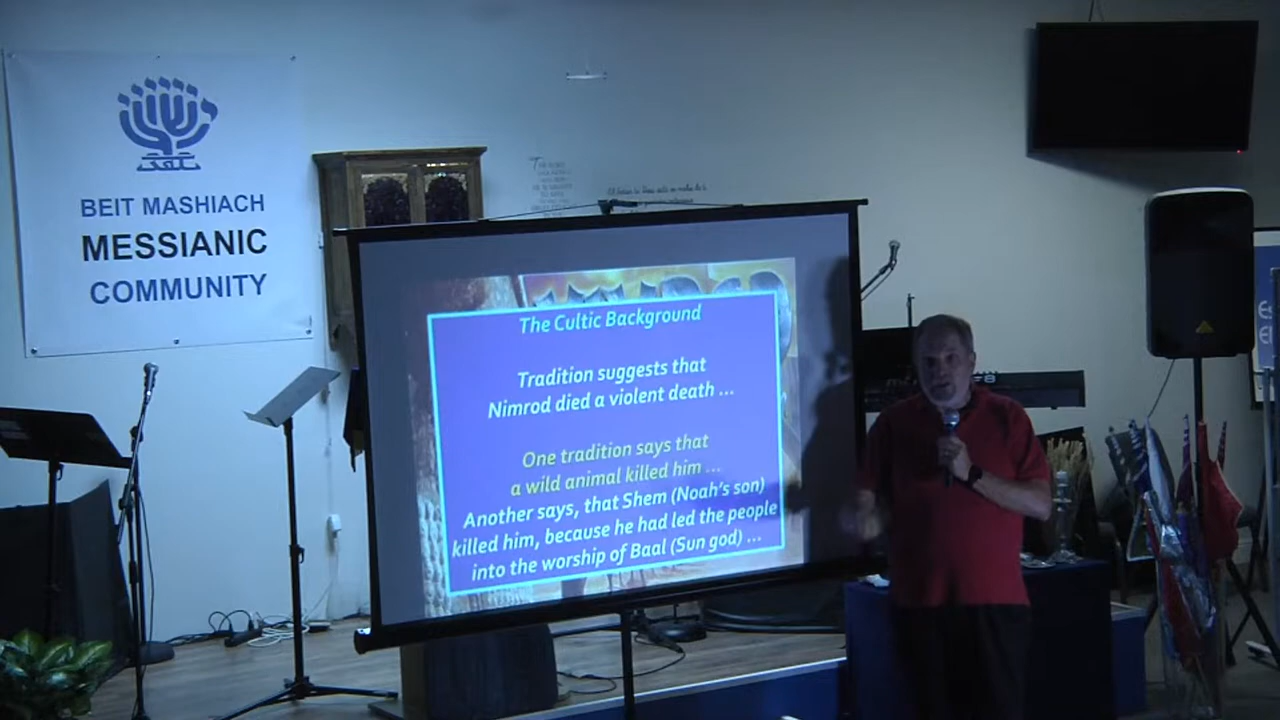 BEIT MASHIACH
MESSIANIC
COMMUNITY
The Cultic Background
Tradition suggests that
Nimrod died a violent death ...
One tradition says that
a wild animal killed him ...
Another says, that Shem (Noah's son)
killed him, because he had led the people
into the worship of Baal (Sun god) ...